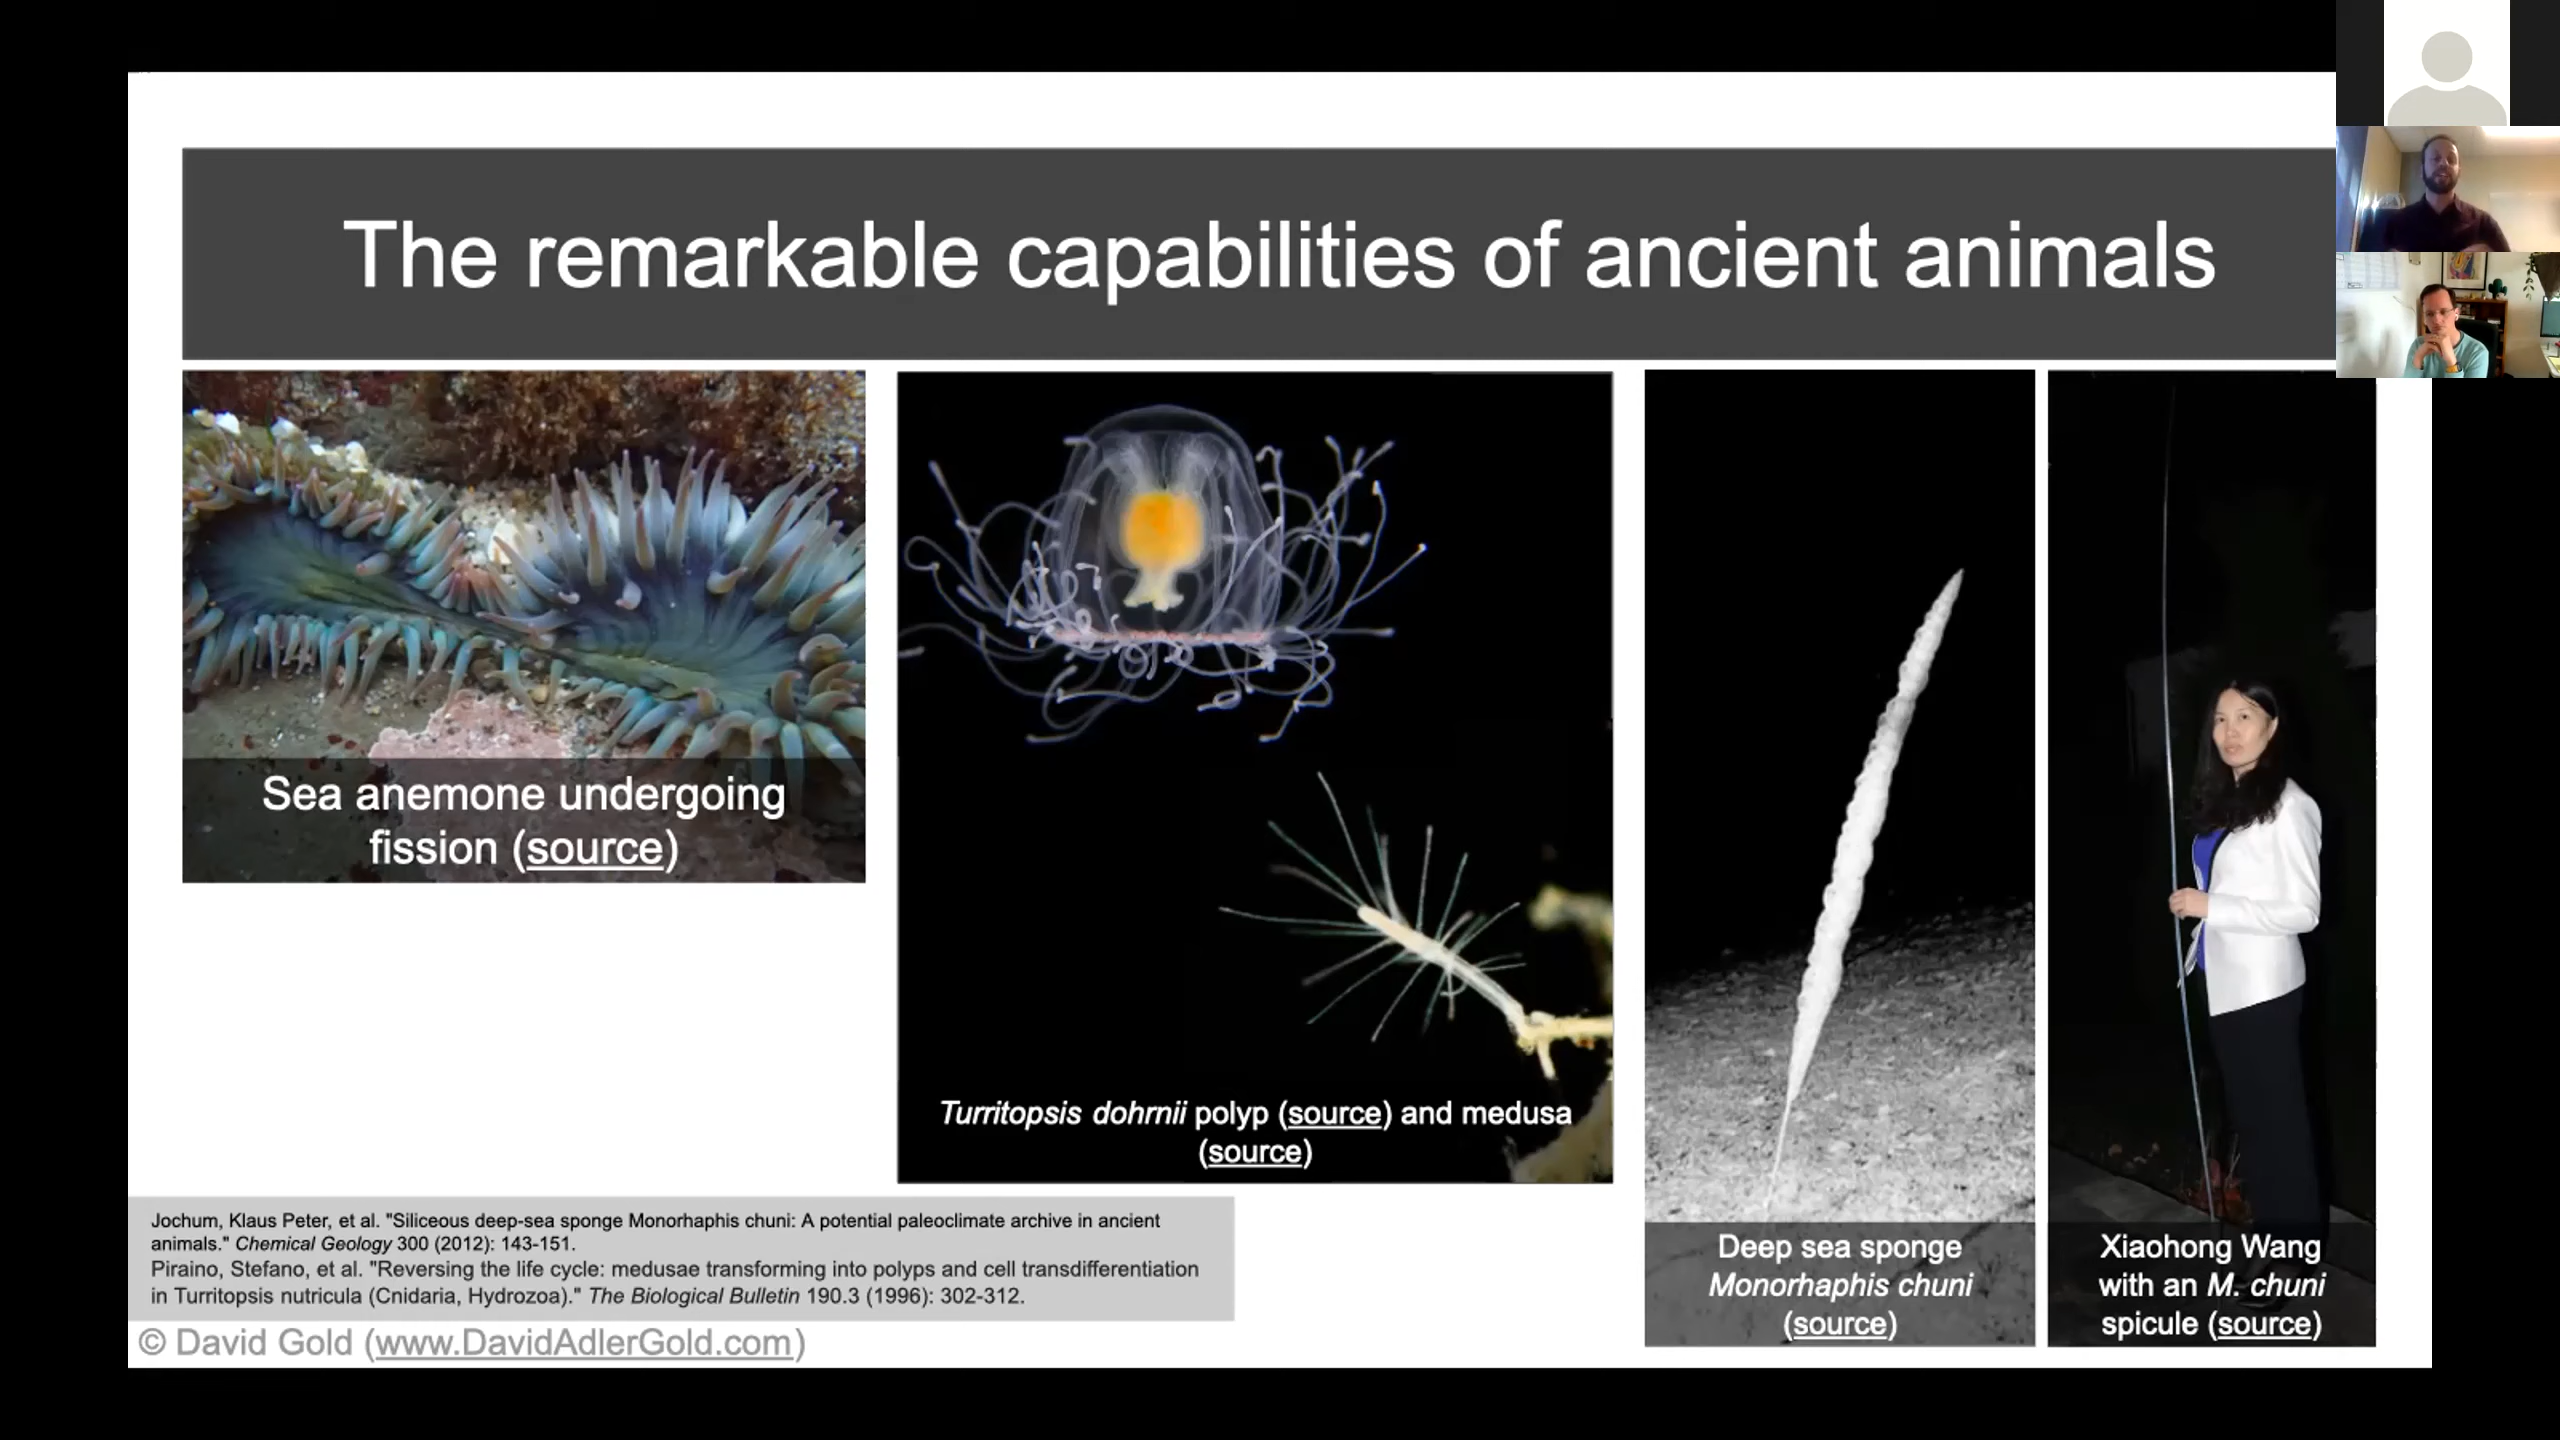 The remarkable capabilities of ancient animals
Sea anemone undergoing
fission (source)
Turritopsis dohrnii polyp (source) and medusa
(source)
Deep sea sponge
Monorhaphis chuni
(source)
Xiaohong Wang
with an M. chuni
spicule (source)
Jochum, Klaus Peter, et al. "Siliceous deep-sea sponge Monorhaphis chuni: A potential paleoclimate archive in ancient
animals." Chemical Geology 300 (2012): 143-151.
Piraino, Stefano, et al. "Reversing the life cycle: medusae transforming into polyps and cell transdifferentiation
in Turritopsis nutricula (Cnidaria, Hydrozoa)." The Biological Bulletin 190.3 (1996): 302-312.
© David Gold (www.DavidAdlerGold.com)